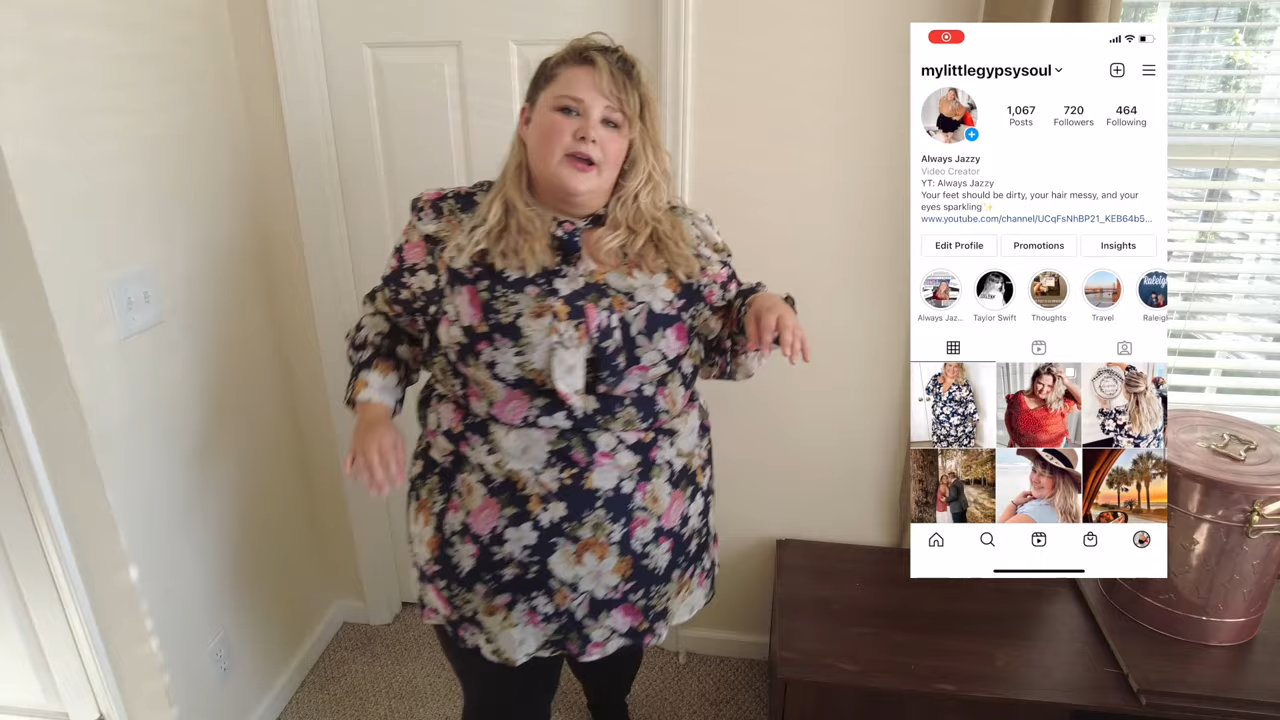 mylittlegypsysoul
1,067 720 464
Posts Followers Following
Always Jazzy
Video Creator
YT: Always Jazzy
Your feet should be dirty, your hair messy, and your
eyes sparkling✨
www.youtube.com/channel/UCqFsNhBP21_KEB64b5...
Edit Profile Promotions Insights
Always Jaz... Taylor Swift Thoughts Travel Raleig